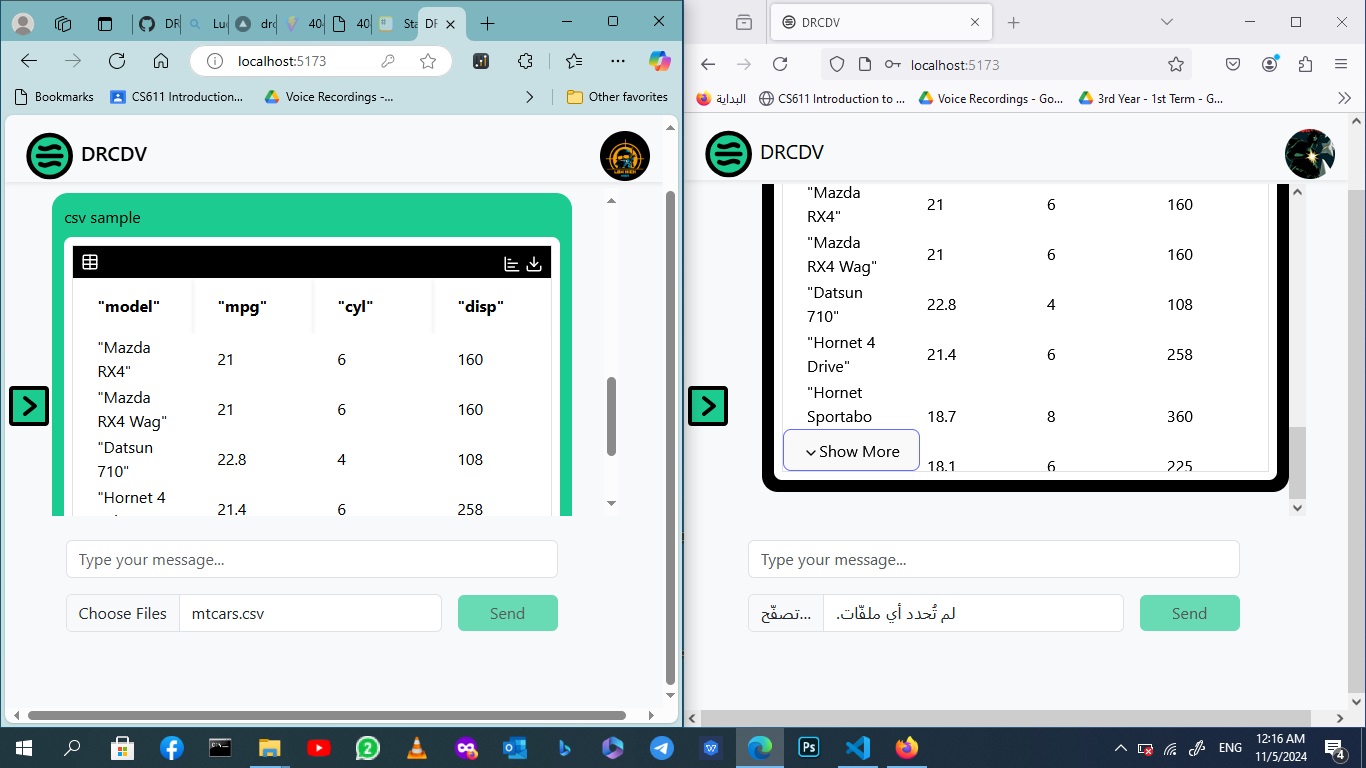 DR
Lu
dro
40
40
Sta
DF
DRCDV
localhost:5173
localhost:5173
Bookmarks
CS611 Introduction...
Voice Recordings -...
Other favorites
البداية
CS611 Introduction to ...
Voice Recordings - Go...
3rd Year - 1st Term - G...
DRCDV
csv sample
"model" "mpg" "cyl" "disp"
"Mazda
RX4" 21 6 160
"Mazda
RX4 Wag" 21 6 160
"Datsun
710" 22.8 4 108
"Hornet 4
21.4 6 258
Type your message...
Choose Files mtcars.csv Send
DRCDV
"Mazda
RX4" 21 6 160
"Mazda
RX4 Wag" 21 6 160
"Datsun
710" 22.8 4 108
"Hornet 4
Drive" 21.4 6 258
"Hornet
Sportabo 18.7 8 360
Show More
18.1 6 225
Type your message...
تصفّح... لم تُحدد أي ملفّات. Send
2
Ps
ENG
12:16 AM
11/5/2024
4